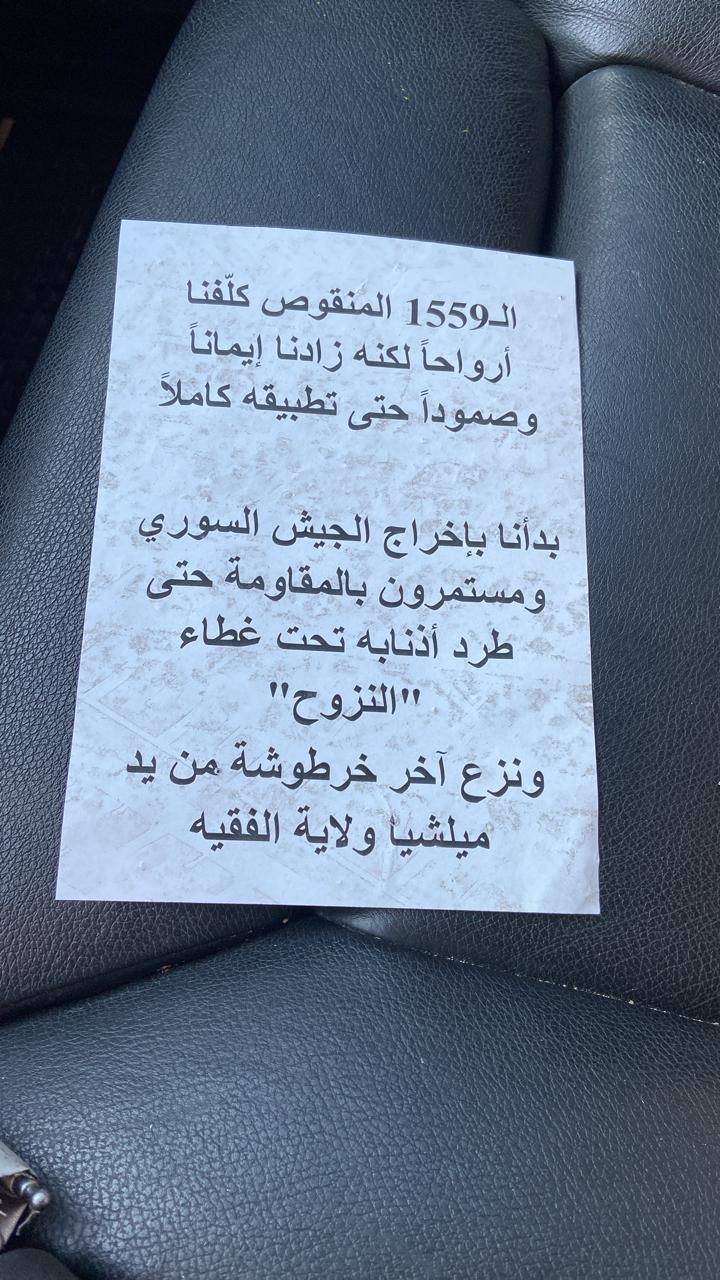 الـ1559 المنقوص كلّفنا
أرواحاً لكنه زادنا إيماناً
وصموداً حتى تطبيقه كاملاً
بدأنا بإخراج الجيش السوري
ومستمرون بالمقاومة حتى
طرد أذنابه تحت غطاء
"النزوح"
ونزع آخر خرطوشة من يد
ميلشيا ولاية الفقيه